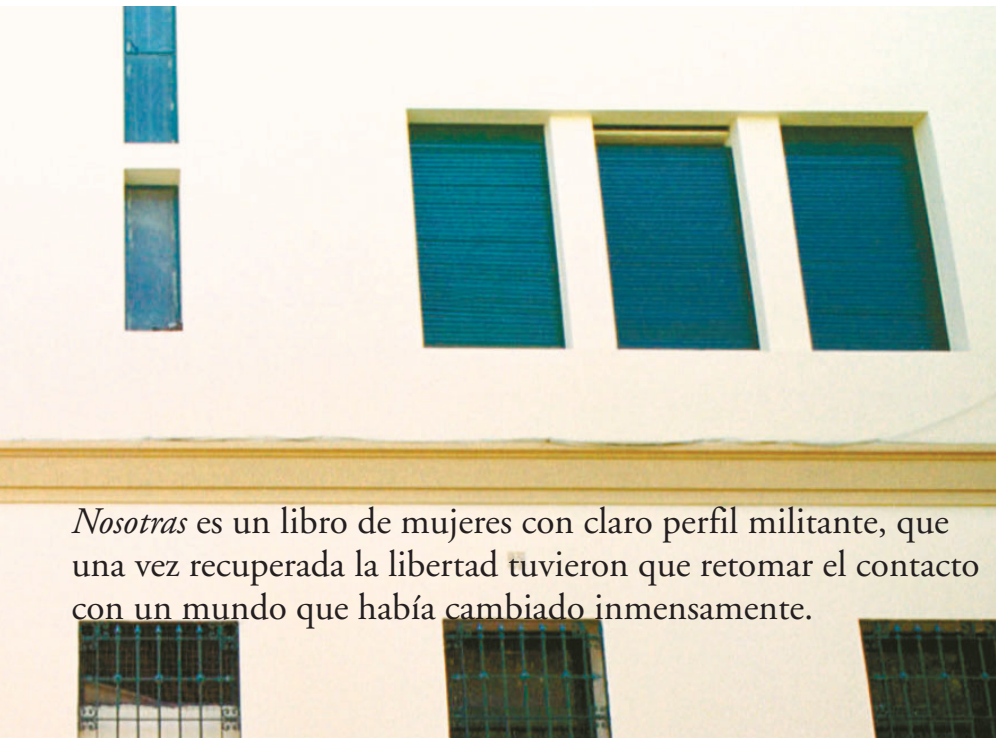 Nosotras es un libro de mujeres con claro perfil militante, que
una vez recuperada la libertad tuvieron que retomar el contacto
con un mundo que había cambiado inmensamente.